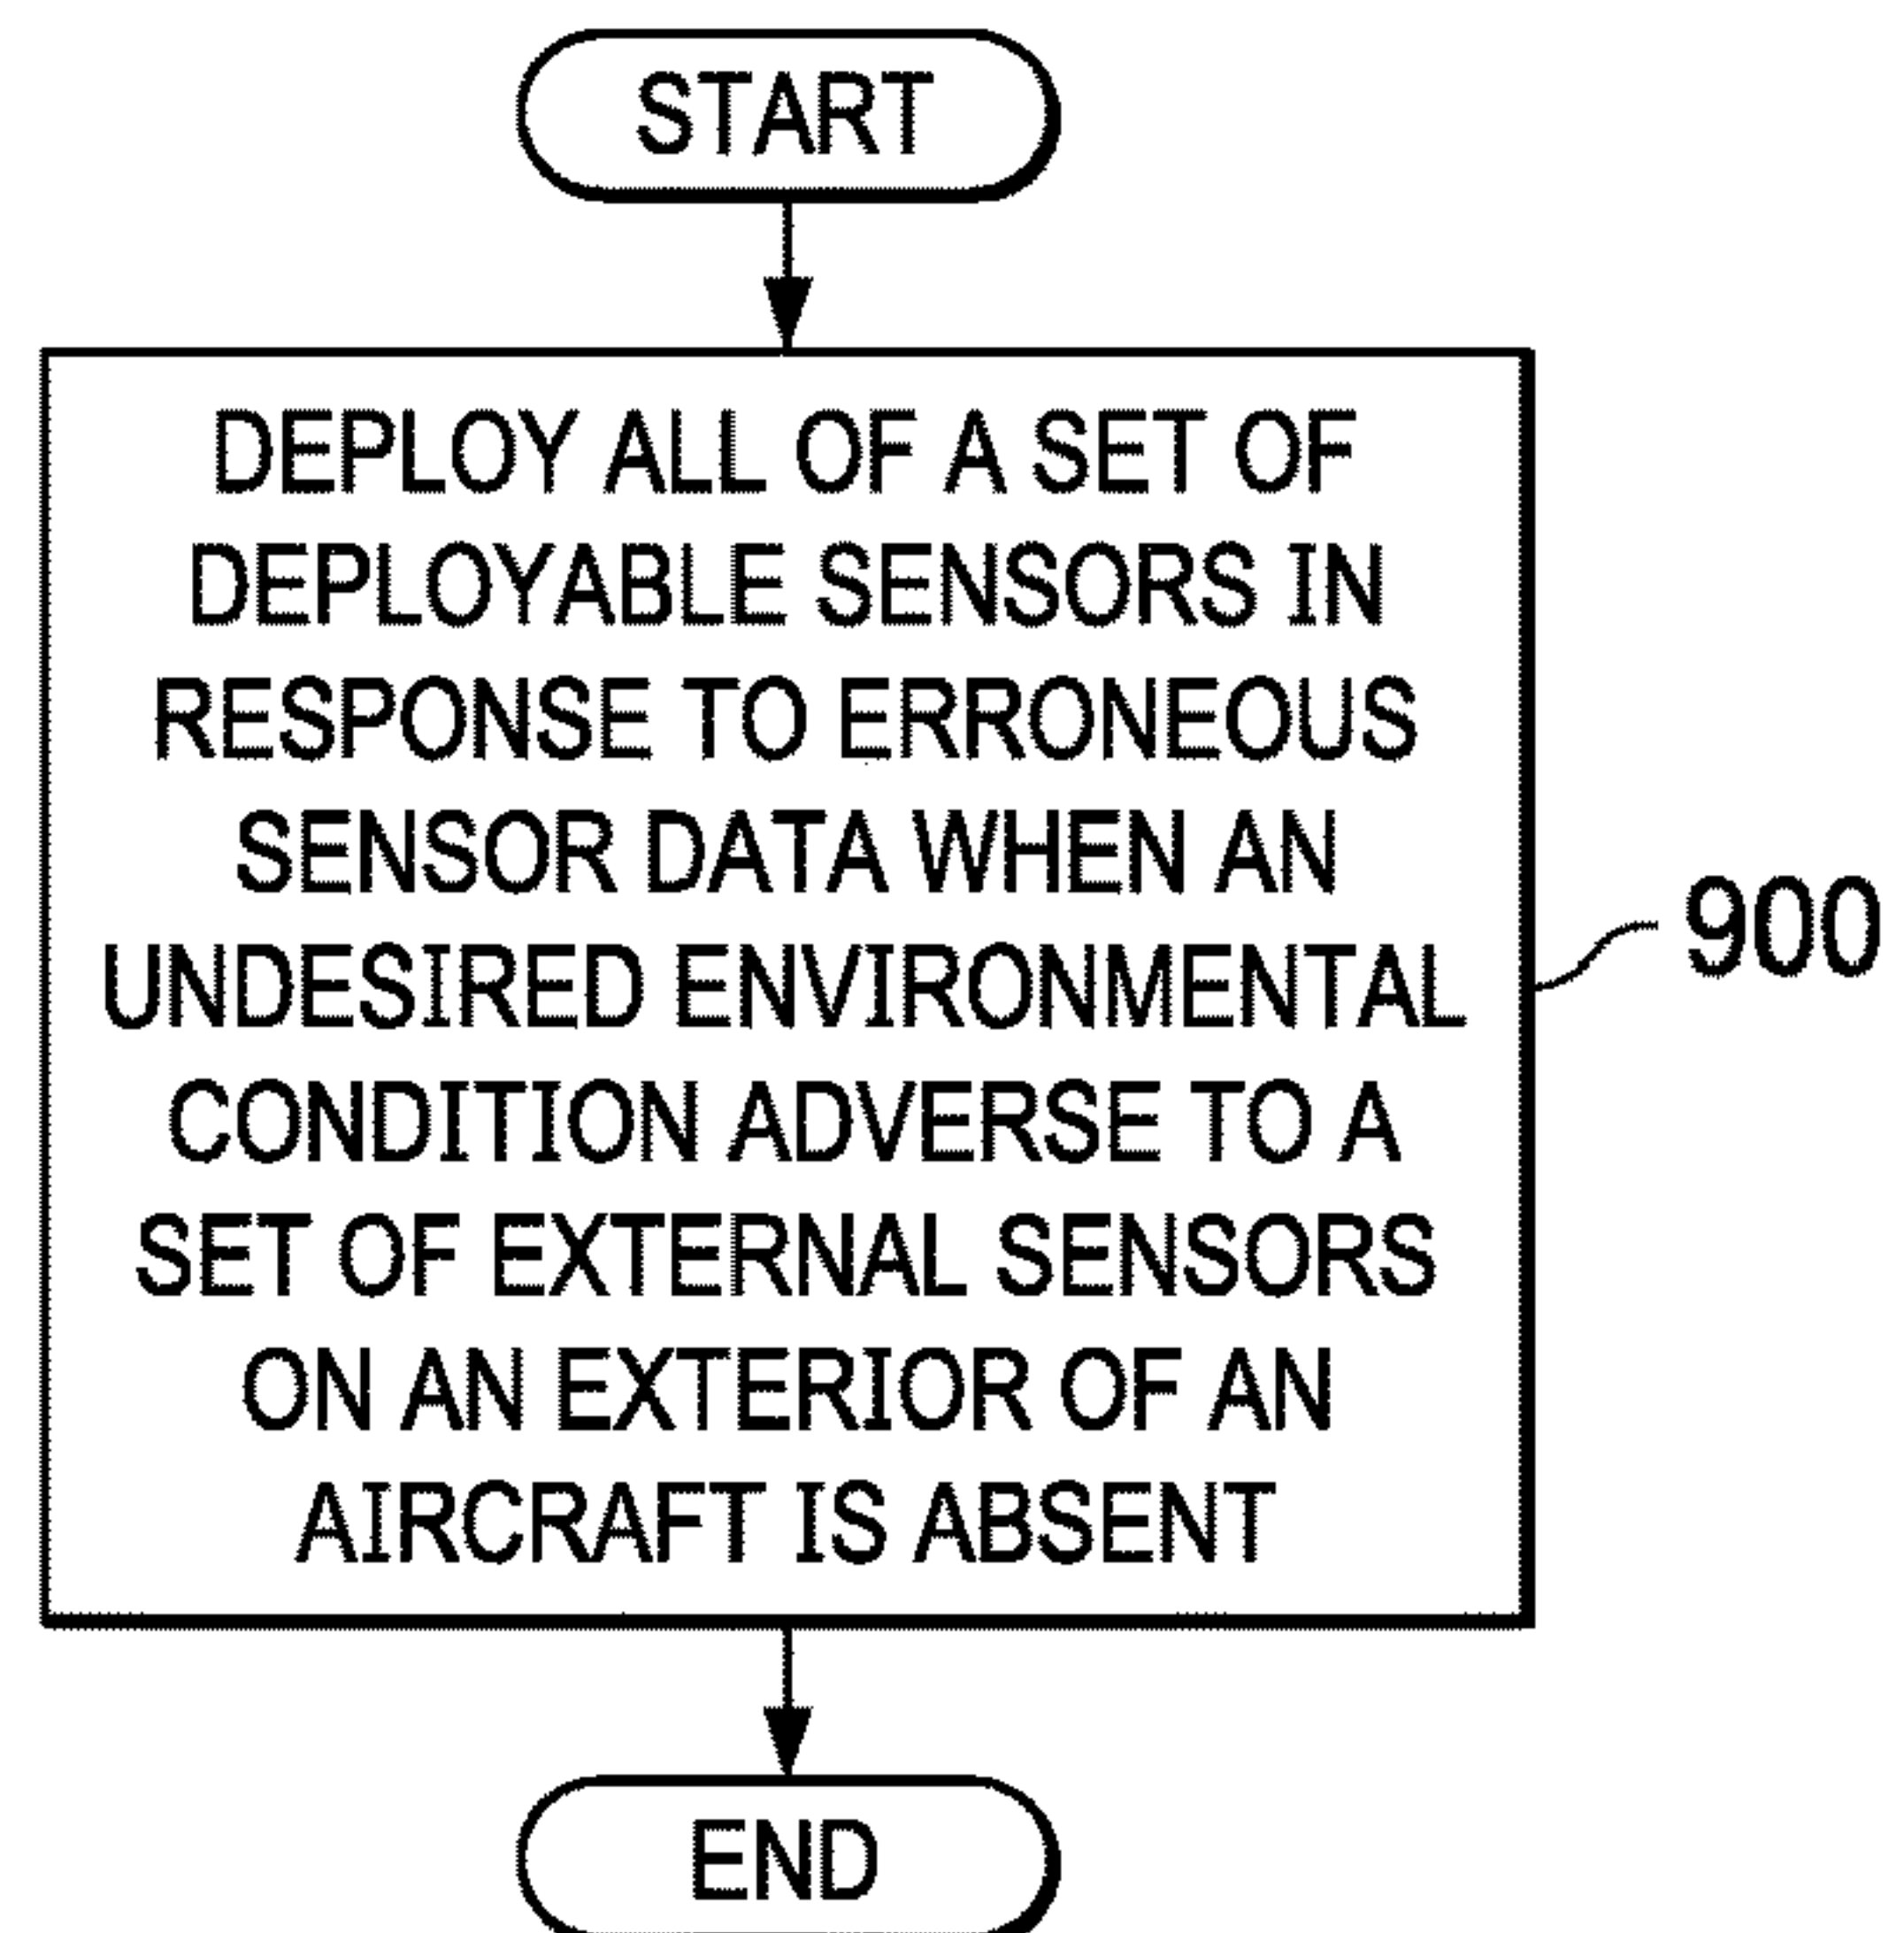 START
DEPLOY ALL OF A SET OF
DEPLOYABLE SENSORS IN
RESPONSE TO ERRONEOUS
SENSOR DATA WHEN AN
UNDESIRED ENVIRONMENTAL
CONDITION ADVERSE TO A
SET OF EXTERNAL SENSORS
ON AN EXTERIOR OF AN
AIRCRAFT IS ABSENT
900
END